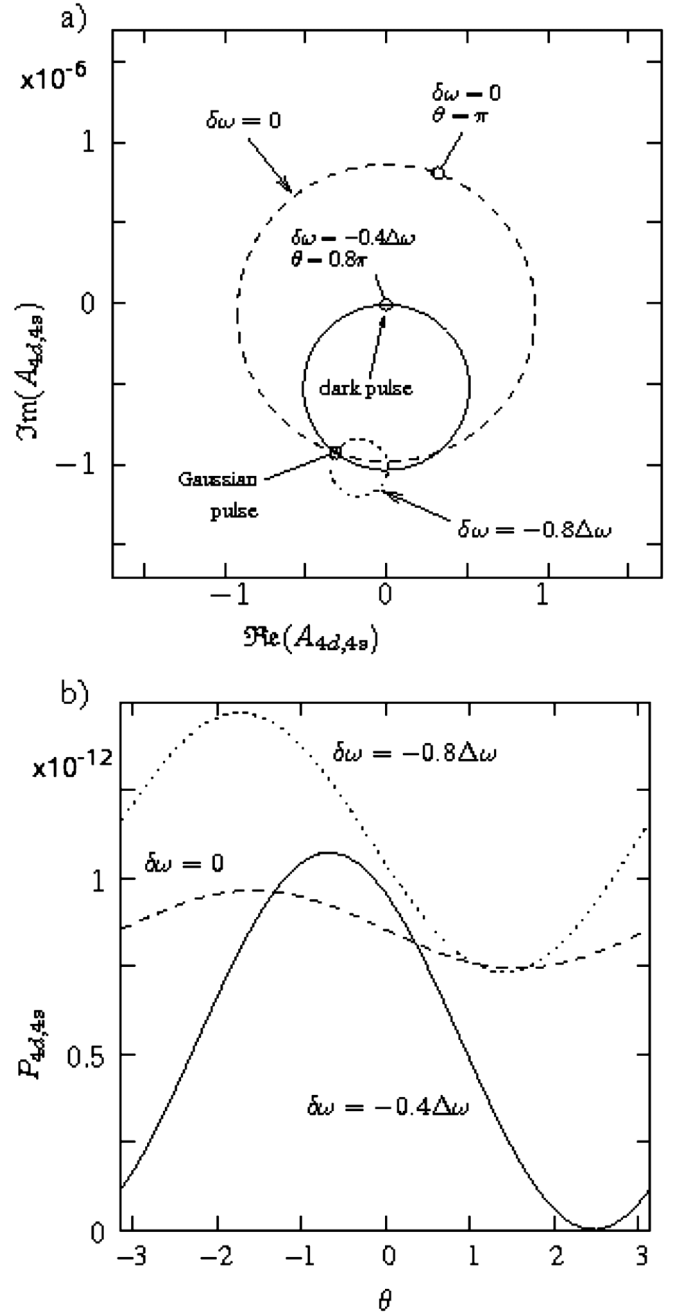 a)
x10⁻⁶
δω − 0
θ − π
δω = 0
1
δω − −0.4Δω
θ − 0.8π
0
dark pulse
ℑm(A₄d,₄s)
−1
Gaussian
pulse
δω = −0.8Δω
−1 0 1
ℜe(A₄d,₄s)
b)
x10⁻¹²
δω = −0.8Δω
δω = 0
1
P₄d,₄s
0.5
δω = −0.4Δω
0
−3 −2 −1 0 1 2 3
θ